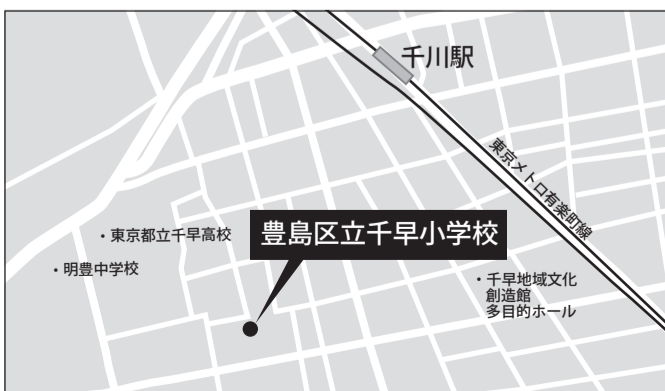 千川駅
東京メトロ有楽町線
・東京都立千早高校
豊島区立千早小学校
・明豊中学校
・千早地域文化
創造館
多目的ホール